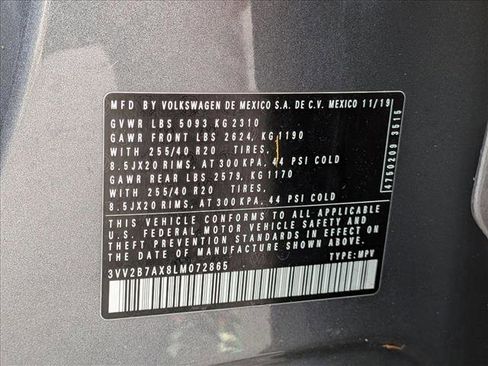 MFD BY VOLKSWAGEN DE MEXICO S.A. DE C.V. MEXICO 11/19
GVWR LBS 5093 KG 2310
GAWR FRONT LBS 2624, KG 1190
WITH 255/40 R20 TIRES,
8.5JX20 RIMS, AT 300 KPA, 44 PSI COLD
GAWR REAR LBS 2579, KG 1170
WITH 255/40 R20 TIRES,
8.5JX20 RIMS, AT 300 KPA, 44 PSI COLD
THIS VEHICLE CONFORMS TO ALL APPLICABLE
U.S. FEDERAL MOTOR VEHICLE SAFETY AND
THEFT PREVENTION STANDARDS IN EFFECT ON
THE DATE OF MANUFACTURE SHOWN ABOVE.
3VV2B7AX8LM072865 TYPE: MPV
4750209 3515